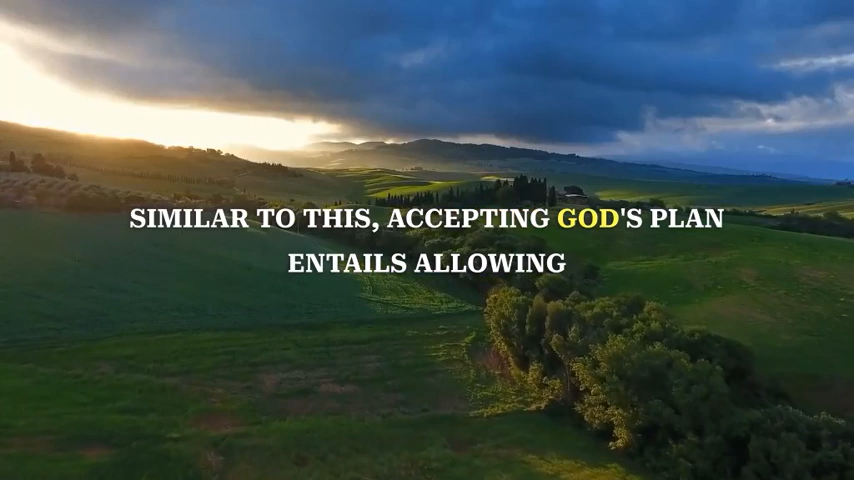 SIMILAR TO THIS, ACCEPTING GOD'S PLAN
ENTAILS ALLOWING